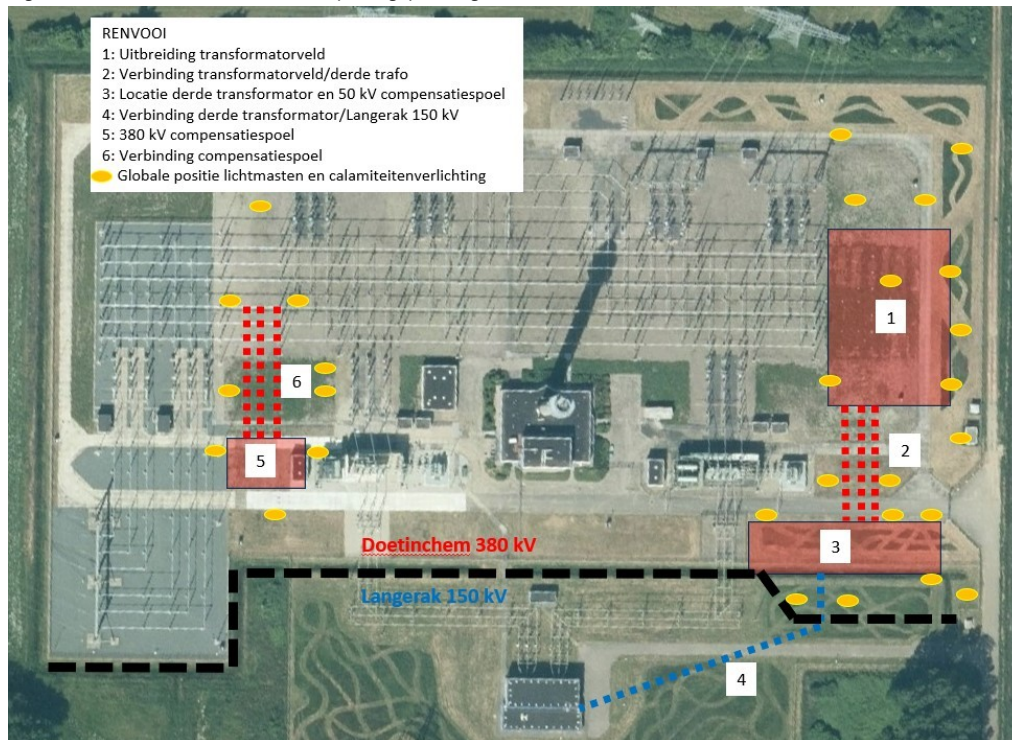 RENVOOI
1: Uitbreiding transformatorveld
2: Verbinding transformatorveld/derde trafo
3: Locatie derde transformator en 50 kV compensatiespoel
4: Verbinding derde transformator/Langerak 150 kV
5: 380 kV compensatiespoel
6: Verbinding compensatiespoel
Globale positie lichtmasten en calamiteitenverlichting
1
6
2
5
Doetinchem 380 kV
3
Langerak 150 kV
4